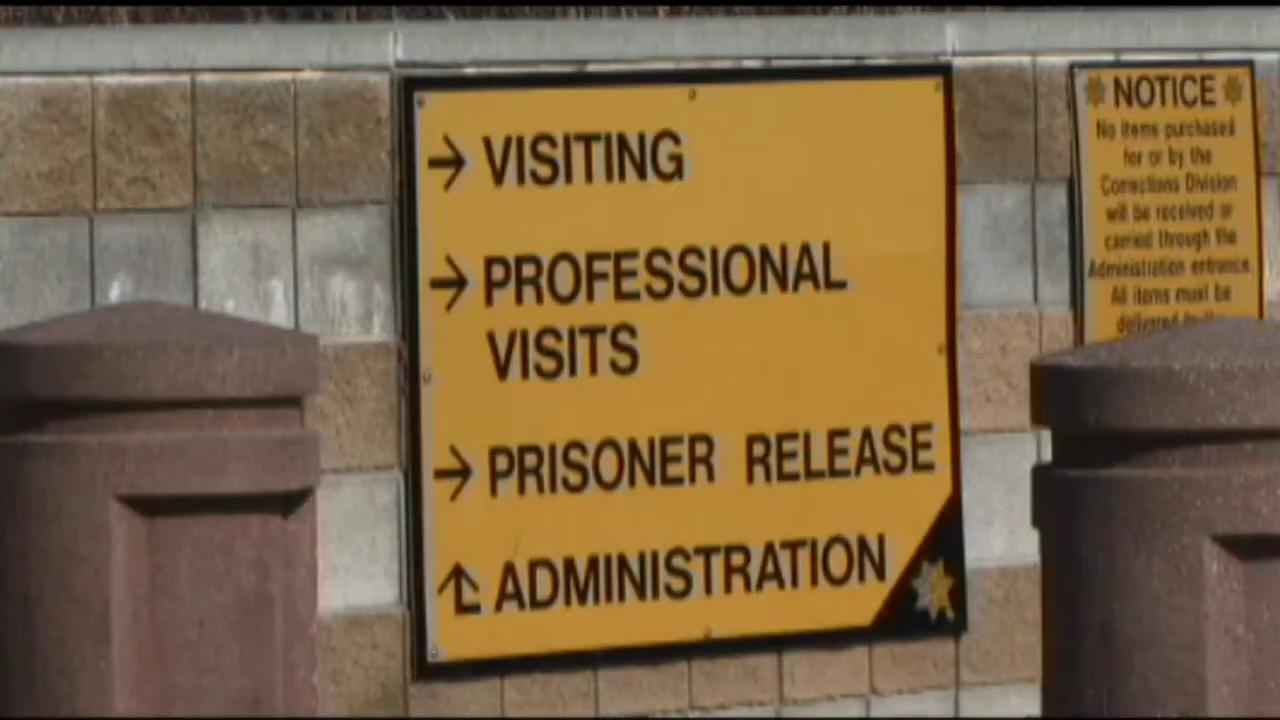 → VISITING
→ PROFESSIONAL
VISITS
→ PRISONER RELEASE
ADMINISTRATION
NOTICE
No items purchased
for or by the
Corrections Division
will be received or
carried through the
Administration entrance.
All items must be
delivered